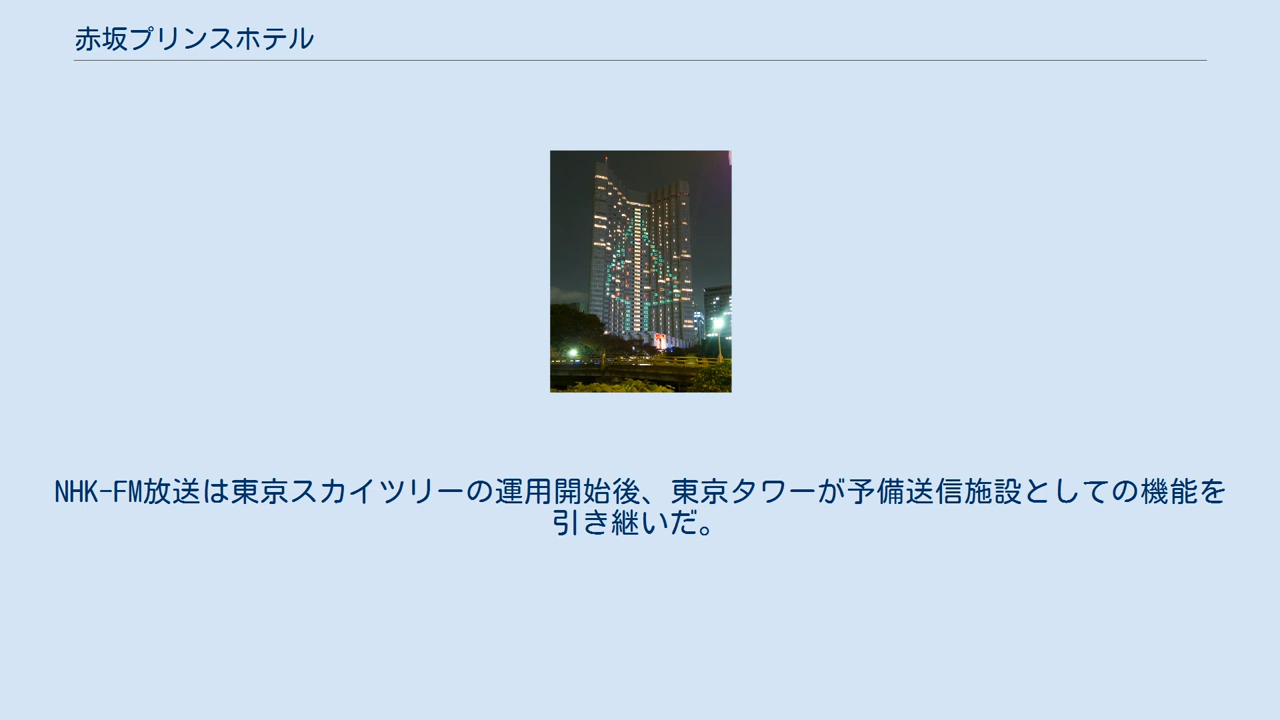 赤坂プリンスホテル
NHK-FM放送は東京スカイツリーの運用開始後、東京タワーが予備送信施設としての機能を
引き継いだ。